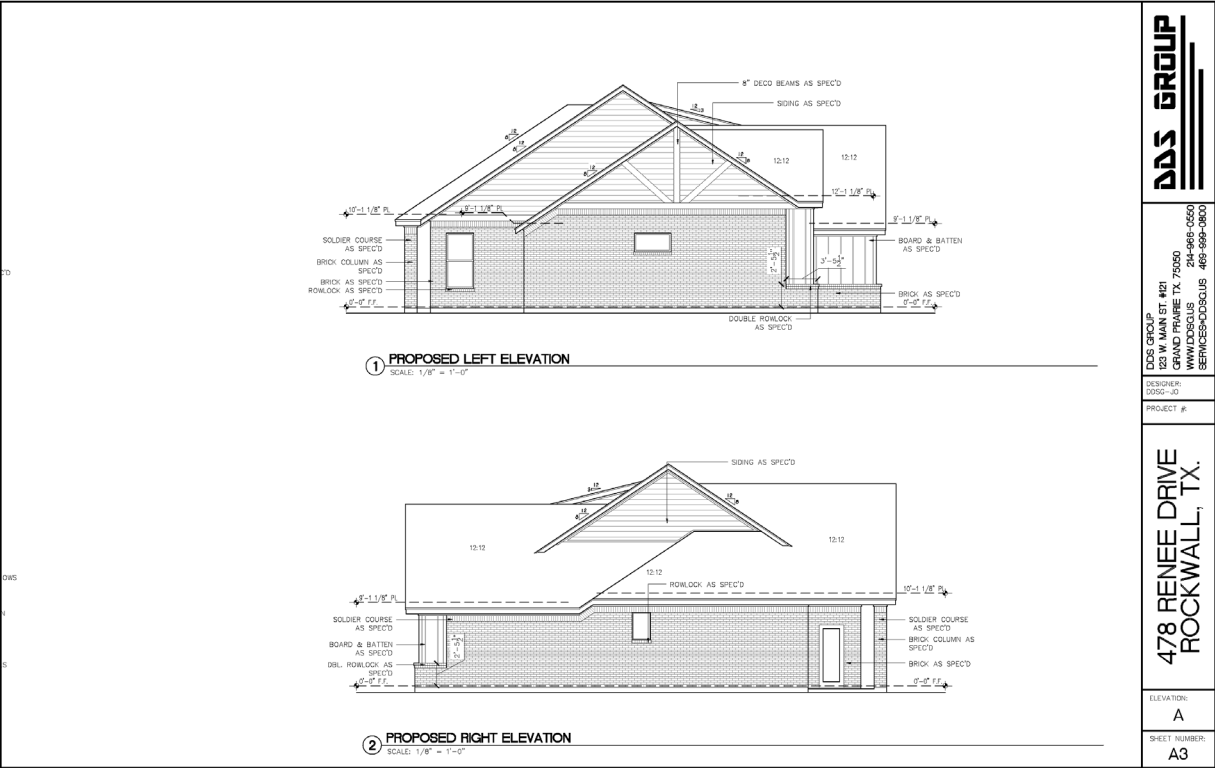 8" DECO BEAMS AS SPEC'D
SIDING AS SPEC'D
12:12
12:12
12'-1 1/8" PL
10'-1 1/8" PL
9'-1 1/8" PL
9'-1 1/8" PL
SOLDIER COURSE
AS SPEC'D
BRICK COLUMN AS
SPEC'D
BRICK AS SPEC'D
ROWLOCK AS SPEC'D
0'-0" F.F.
BOARD & BATTEN
AS SPEC'D
3'-5½"
2'-5½"
BRICK AS SPEC'D
0'-0" F.F.
DOUBLE ROWLOCK
AS SPEC'D
1 PROPOSED LEFT ELEVATION
SCALE: 1/8" = 1'-0"
SIDING AS SPEC'D
12:12
12:12
12:12
ROWLOCK AS SPEC'D
9'-1 1/8" PL
10'-1 1/8" PL
SOLDIER COURSE
AS SPEC'D
BOARD & BATTEN
AS SPEC'D
DBL. ROWLOCK AS
SPEC'D
0'-0" F.F.
2'-5½"
SOLDIER COURSE
AS SPEC'D
BRICK COLUMN AS
SPEC'D
BRICK AS SPEC'D
0'-0" F.F.
2 PROPOSED RIGHT ELEVATION
SCALE: 1/8" = 1'-0"
C'D
OWS
N
S
DDS GROUP
DDS GROUP
123 W. MAIN ST. #121
GRAND PRAIRIE TX. 75050
WWW.DDSG.US 214-966-0550
SERVICES@DDSG.US 469-999-0800
DESIGNER:
DDSG-JO
PROJECT #:
478 RENEE DRIVE
ROCKWALL, TX.
ELEVATION:
A
SHEET NUMBER:
A3